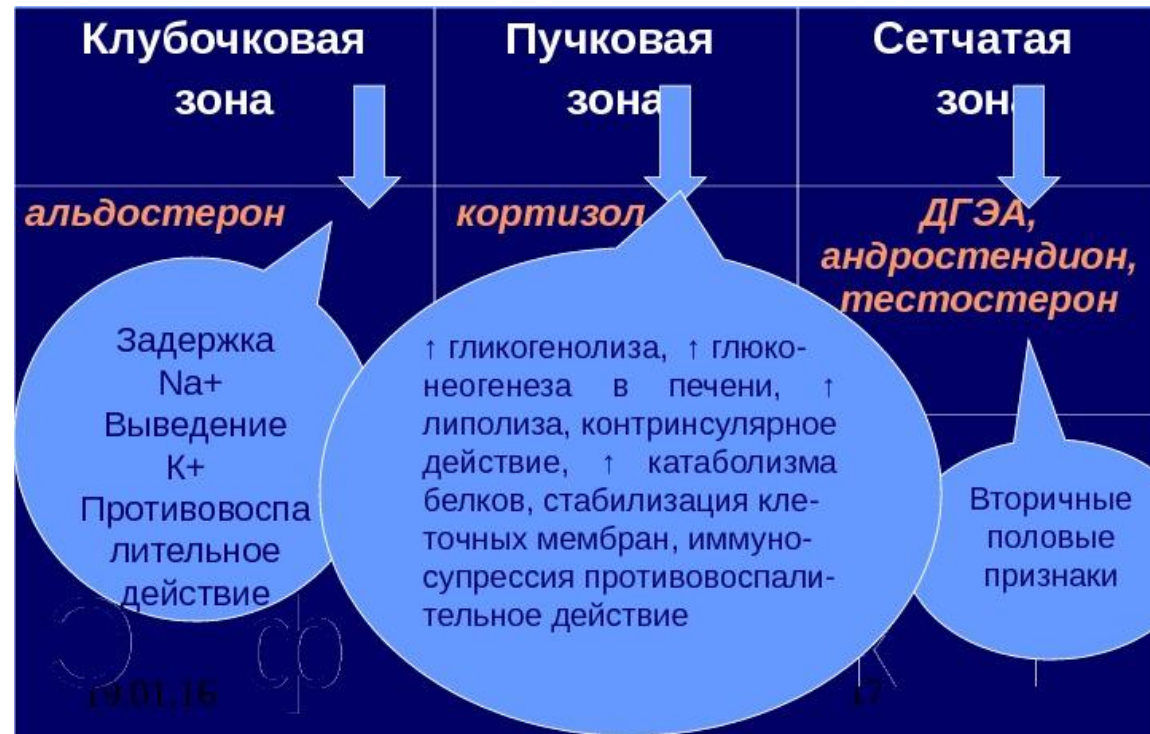 Клубочковая
зона
Пучковая
зона
Сетчатая
зона
альдостерон
кортизол
ДГЭА,
андростендион,
тестостерон
Задержка
Na+
Выведение
К+
Противовоспа
лительное
действие
↑ гликогенолиза, ↑ глюко-
неогенеза в печени, ↑
липолиза, контринсулярное
действие, ↑ катаболизма
белков, стабилизация кле-
точных мембран, иммуно-
супрессия противовоспали-
тельное действие
Вторичные
половые
признаки
19.01.16
17